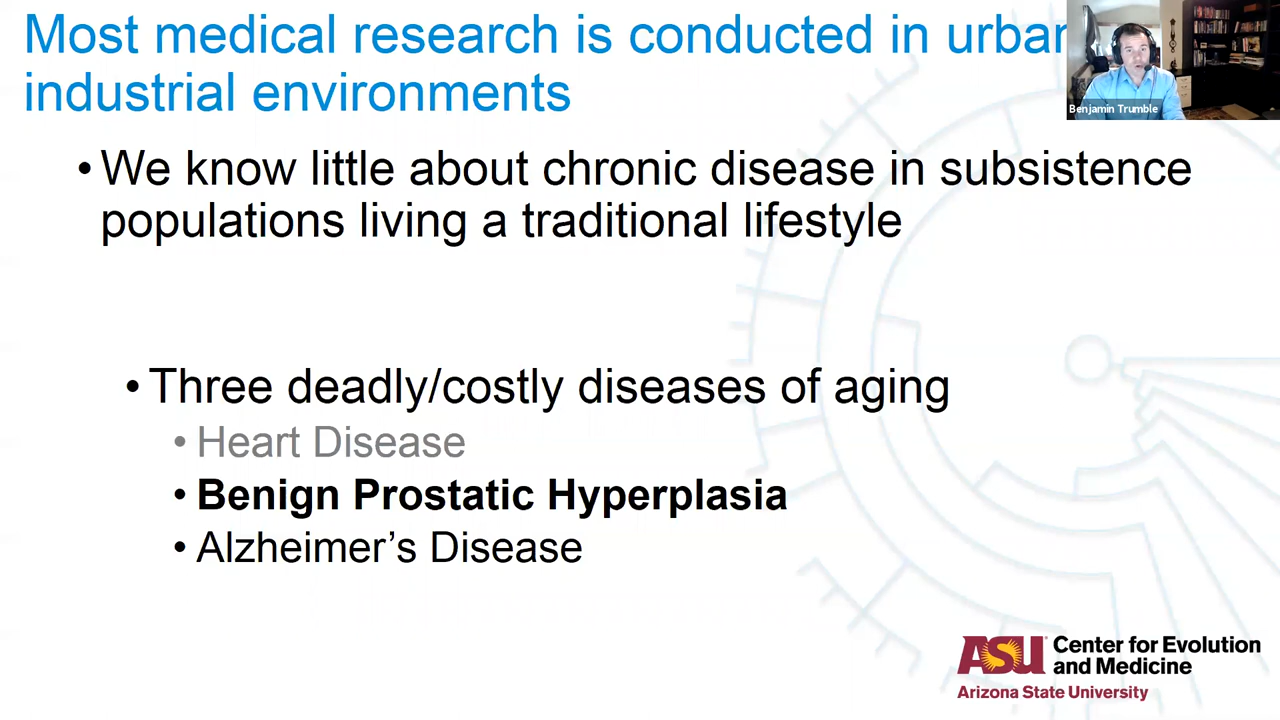 Most medical research is conducted in urban
industrial environments
Benjamin Trumble
• We know little about chronic disease in subsistence
populations living a traditional lifestyle
• Three deadly/costly diseases of aging
• Heart Disease
• Benign Prostatic Hyperplasia
• Alzheimer’s Disease
ASU Center for Evolution
and Medicine
Arizona State University